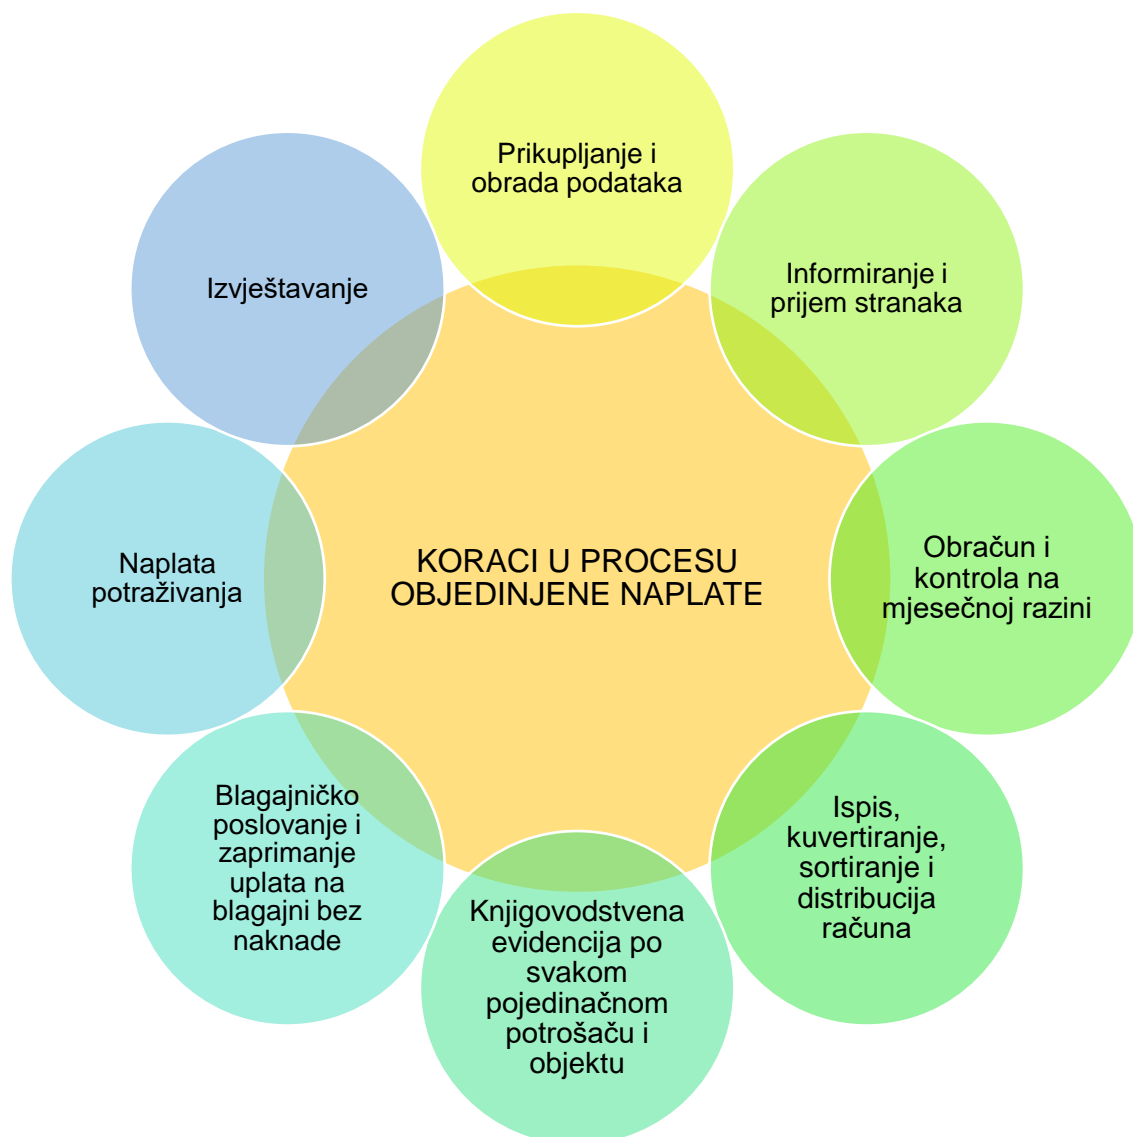 Prikupljanje i
obrada podataka
Informiranje i
prijem stranaka
Obračun i
kontrola na
mjesečnoj razini
Ispis,
kuvertiranje,
sortiranje i
distribucija
računa
Knjigovodstvena
evidencija po
svakom
pojedinačnom
potrošaču i
objektu
Blagajničko
poslovanje i
zaprimanje
uplata na
blagajni bez
naknade
Naplata
potraživanja
Izvještavanje
KORACI U PROCESU
OBJEDINJENE NAPLATE